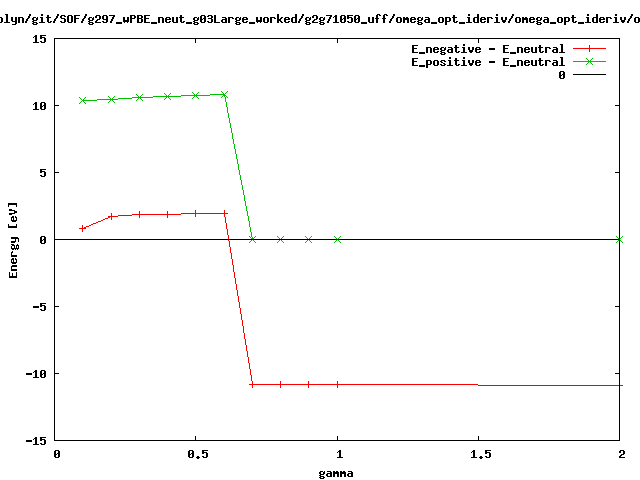 olyn/git/SOF/g297_wPBE_neut_g03Large_worked/g2g71050_uff/omega_opt_ideriv/omega_opt_ideriv/o
E_negative - E_neutral
E_positive - E_neutral
0
15
10
5
0
-5
-10
-15
Energy [eV]
0
0.5
1
1.5
2
gamma